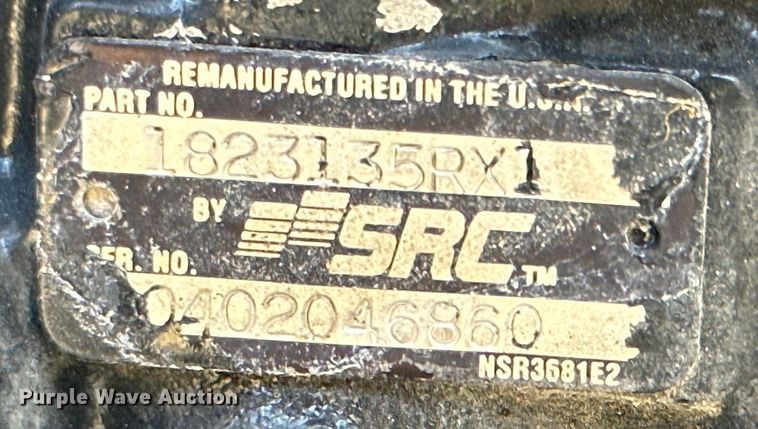 REMANUFACTURED IN THE U.S.A.
PART NO.
1823135RX1
BY SRC TM
SER. NO.
0402046860
NSR3681E2
Purple Wave Auction